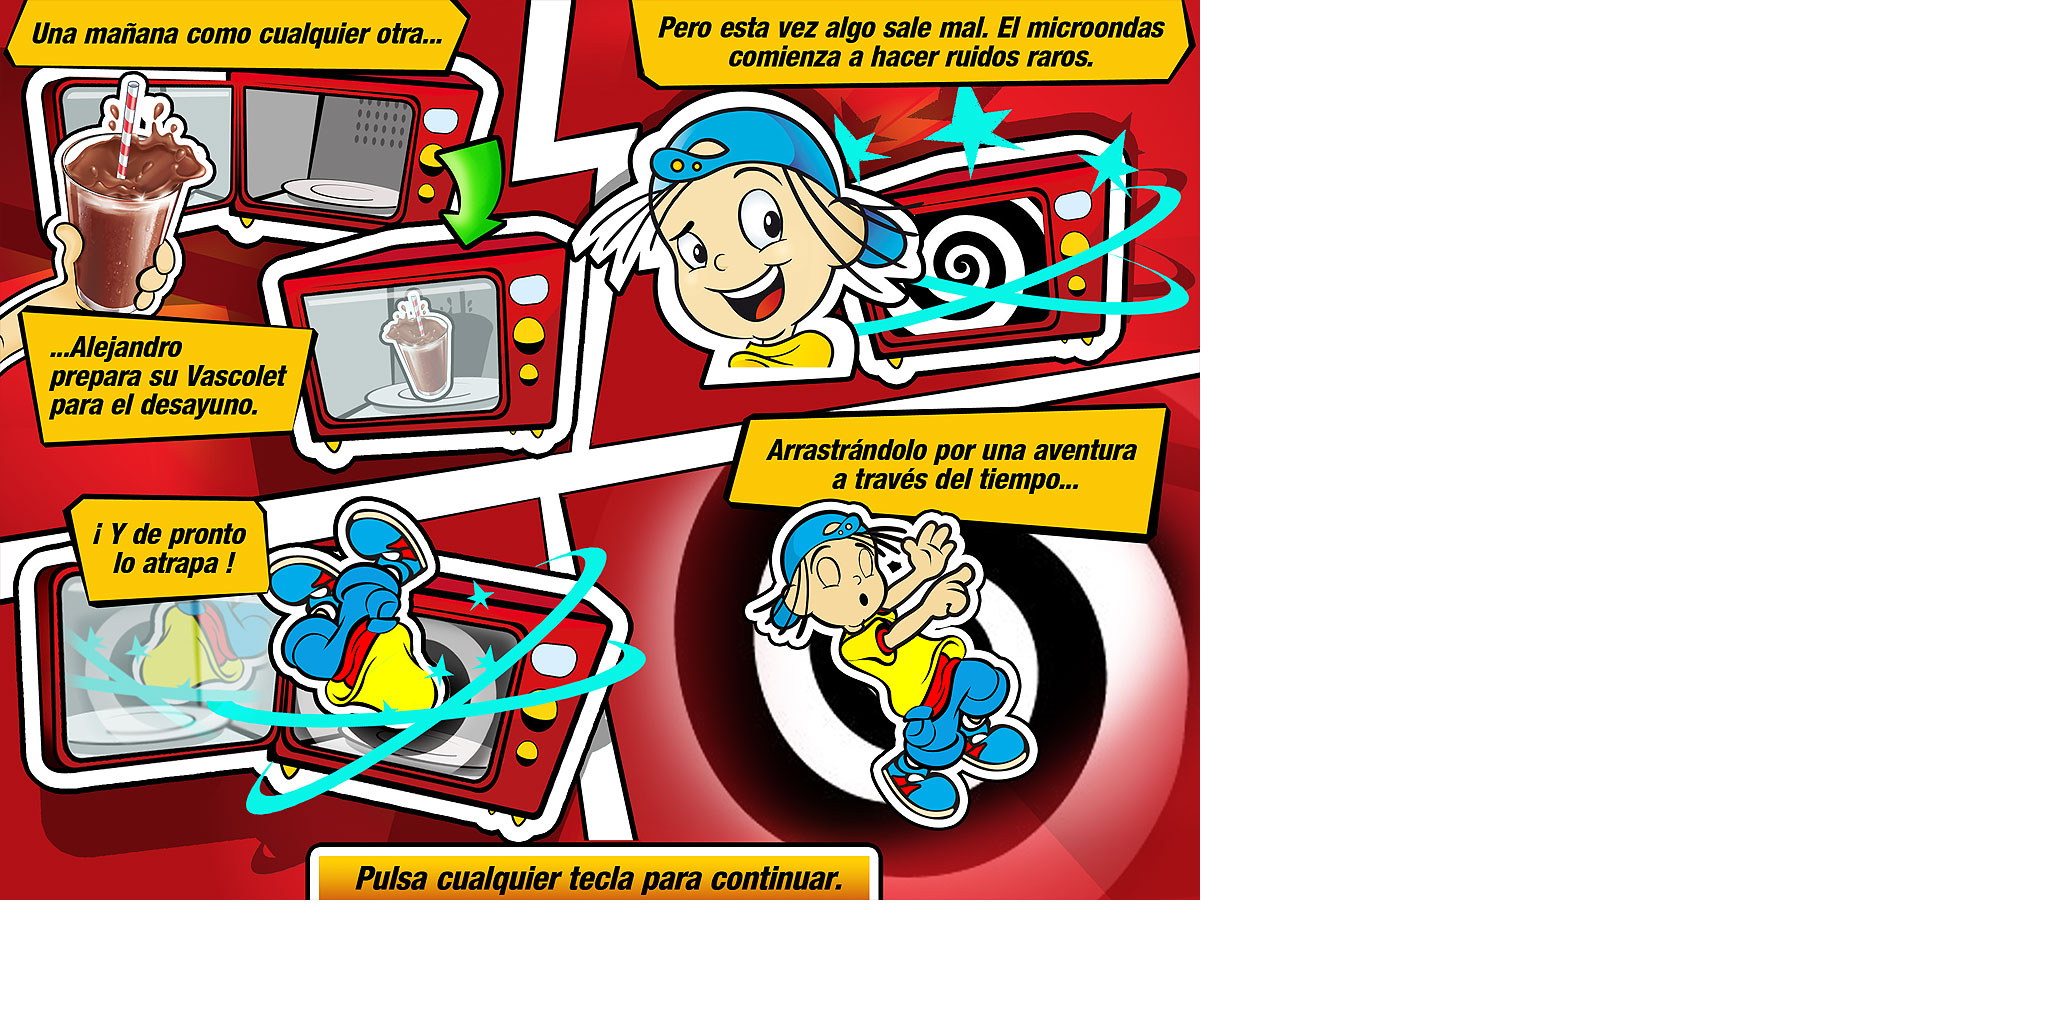 Una mañana como cualquier otra...
...Alejandro
prepara su Vascolet
para el desayuno.
Pero esta vez algo sale mal. El microondas
comienza a hacer ruidos raros.
¡ Y de pronto
lo atrapa !
Arrastrándolo por una aventura
a través del tiempo...
Pulsa cualquier tecla para continuar.